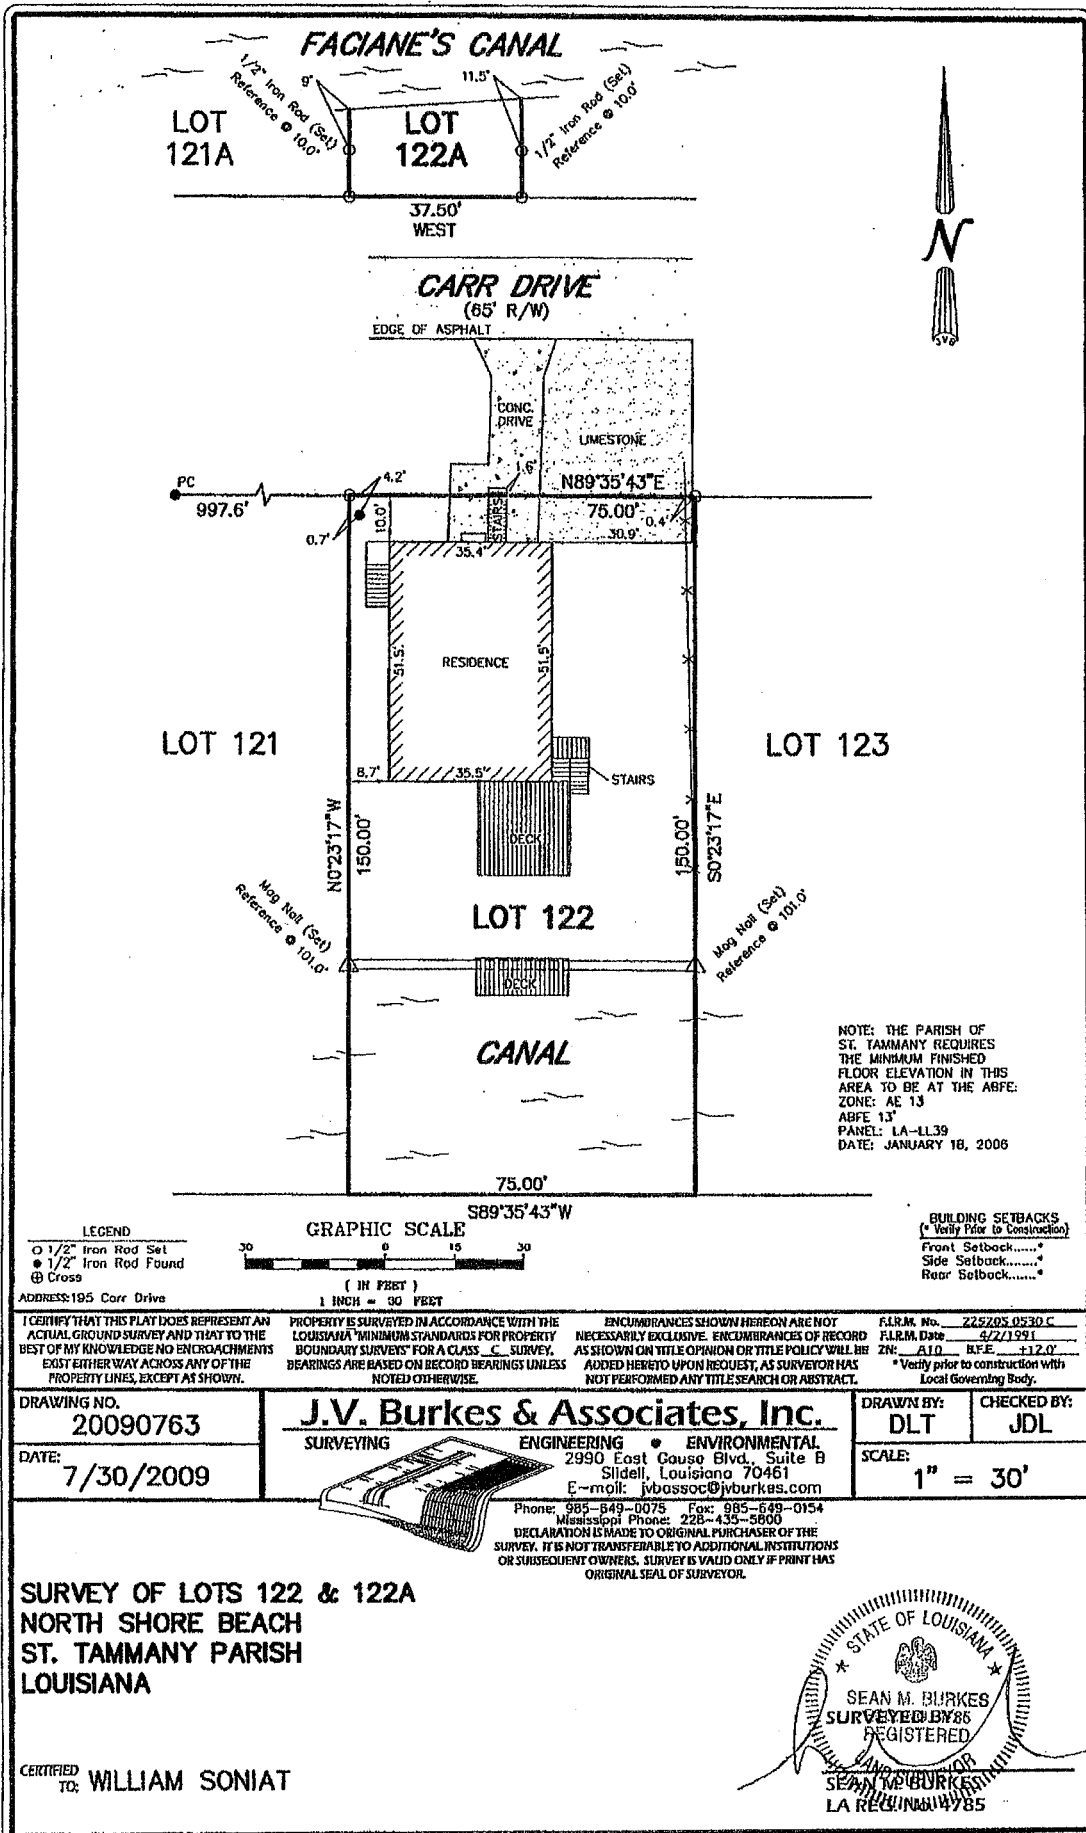 FACIANE'S CANAL
1/2" Iron Rod (Set)
Reference @ 10.0'
9'
11.5'
1/2" Iron Rod (Set)
Reference @ 10.0'
LOT
121A
LOT
122A
37.50'
WEST
N
CARR DRIVE
(65' R/W)
EDGE OF ASPHALT
CONC.
DRIVE
LIMESTONE
PC
997.6'
4.2'
1.6'
N89°35'43"E
75.00'
0.4'
0.7'
10.0'
STAIRS
30.9'
35.4'
51.5'
RESIDENCE
51.5'
LOT 121
LOT 123
8.7'
35.5'
STAIRS
DECK
N0°23'17"W
150.00'
150.00'
S0°23'17"E
LOT 122
Mag Nail (Set)
Reference @ 101.0'
Mag Nail (Set)
Reference @ 101.0'
DECK
CANAL
NOTE: THE PARISH OF
ST. TAMMANY REQUIRES
THE MINIMUM FINISHED
FLOOR ELEVATION IN THIS
AREA TO BE AT THE ABFE:
ZONE: AE 13
ABFE 13'
PANEL: LA-LL39
DATE: JANUARY 18, 2006
75.00'
S89°35'43"W
LEGEND
O 1/2" Iron Rod Set
● 1/2" Iron Rod Found
⊕ Cross
ADDRESS: 195 Carr Drive
GRAPHIC SCALE
30 0 15 30
( IN FEET )
1 INCH = 30 FEET
BUILDING SETBACKS
(* Verify Prior to Construction)
Front Setback......*
Side Setback.......*
Rear Setback.......*
I CERTIFY THAT THIS PLAT DOES REPRESENT AN
ACTUAL GROUND SURVEY AND THAT TO THE
BEST OF MY KNOWLEDGE NO ENCROACHMENTS
EXIST EITHER WAY ACROSS ANY OF THE
PROPERTY LINES, EXCEPT AS SHOWN.
PROPERTY IS SURVEYED IN ACCORDANCE WITH THE
LOUISIANA "MINIMUM STANDARDS FOR PROPERTY
BOUNDARY SURVEYS" FOR A CLASS C SURVEY.
BEARINGS ARE BASED ON RECORD BEARINGS UNLESS
NOTED OTHERWISE.
ENCUMBRANCES SHOWN HEREON ARE NOT
NECESSARILY EXCLUSIVE. ENCUMBRANCES OF RECORD
AS SHOWN ON TITLE OPINION OR TITLE POLICY WILL BE
ADDED HERETO UPON REQUEST, AS SURVEYOR HAS
NOT PERFORMED ANY TITLE SEARCH OR ABSTRACT.
F.I.R.M. No. 225205 0530 C
F.I.R.M. Date 4/2/1991
ZN: A10 B.F.E. +12.0'
* Verify prior to construction with
Local Governing Body.
DRAWING NO.
20090763
DATE:
7/30/2009
J.V. Burkes & Associates, Inc.
SURVEYING ENGINEERING ● ENVIRONMENTAL
2990 East Gause Blvd., Suite B
Slidell, Louisiana 70461
E-mail: jvbassoc@jvburkes.com
Phone: 985-649-0075 Fax: 985-649-0154
Mississippi Phone: 228-435-5800
DECLARATION IS MADE TO ORIGINAL PURCHASER OF THE
SURVEY. IT IS NOT TRANSFERABLE TO ADDITIONAL INSTITUTIONS
OR SUBSEQUENT OWNERS. SURVEY IS VALID ONLY IF PRINT HAS
ORIGINAL SEAL OF SURVEYOR.
DRAWN BY:
DLT
CHECKED BY:
JDL
SCALE:
1" = 30'
SURVEY OF LOTS 122 & 122A
NORTH SHORE BEACH
ST. TAMMANY PARISH
LOUISIANA
CERTIFIED
TO: WILLIAM SONIAT
STATE OF LOUISIANA
SEAN M. BURKES
REGISTERED
LAND SURVEYOR
SURVEYED BY
SEAN M. BURKES
LA REG. No. 4785